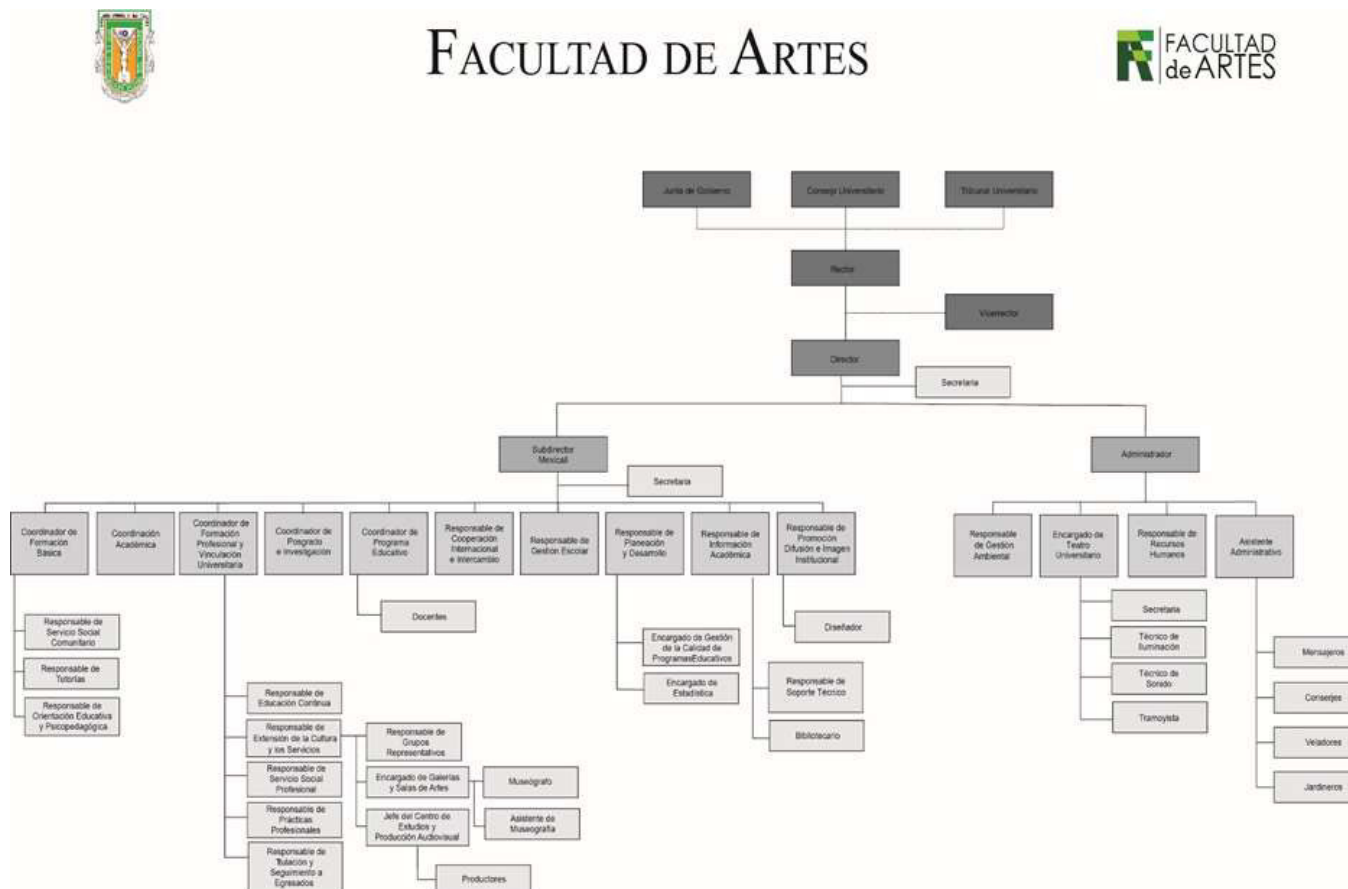 FACULTAD DE ARTES
FACULTAD
de ARTES
Junta de Gobierno
Consejo Universitario
Tribunal Universitario
Rector
Vicerrector
Director
Secretaria
Subdirector
Mexicali
Administrador
Secretaria
Coordinador de
Formación
Básica
Coordinación
Académica
Coordinador de
Formación
Profesional y
Vinculación
Universitaria
Coordinador de
Posgrado
e Investigación
Coordinador de
Programa
Educativo
Responsable de
Cooperación
Internacional
e Intercambio
Responsable de
Gestión Escolar
Responsable de
Planeación
y Desarrollo
Responsable de
Información
Académica
Responsable de
Promoción
Difusión e Imagen
Institucional
Responsable
de Gestión
Ambiental
Encargado de
Teatro
Universitario
Responsable de
Recursos
Humanos
Asistente
Administrativo
Responsable de
Servicio Social
Comunitario
Responsable de
Tutorías
Responsable de
Orientación Educativa
y Psicopedagógica
Responsable de
Educación Continua
Responsable de
Extensión de la Cultura
y los Servicios
Responsable de
Servicio Social
Profesional
Responsable de
Prácticas
Profesionales
Responsable de
Titulación y
Seguimiento a
Egresados
Responsable de
Grupos
Representativos
Encargado de Galerías
y Salas de Artes
Jefe del Centro de
Estudios y
Producción Audiovisual
Museógrafo
Asistente de
Museografía
Productores
Docentes
Encargado de Gestión
de la Calidad de
ProgramasEducativos
Encargado de
Estadística
Responsable de
Soporte Técnico
Bibliotecario
Diseñador
Secretaria
Técnico de
Iluminación
Técnico de
Sonido
Tramoyista
Mensajeros
Conserjes
Veladores
Jardineros